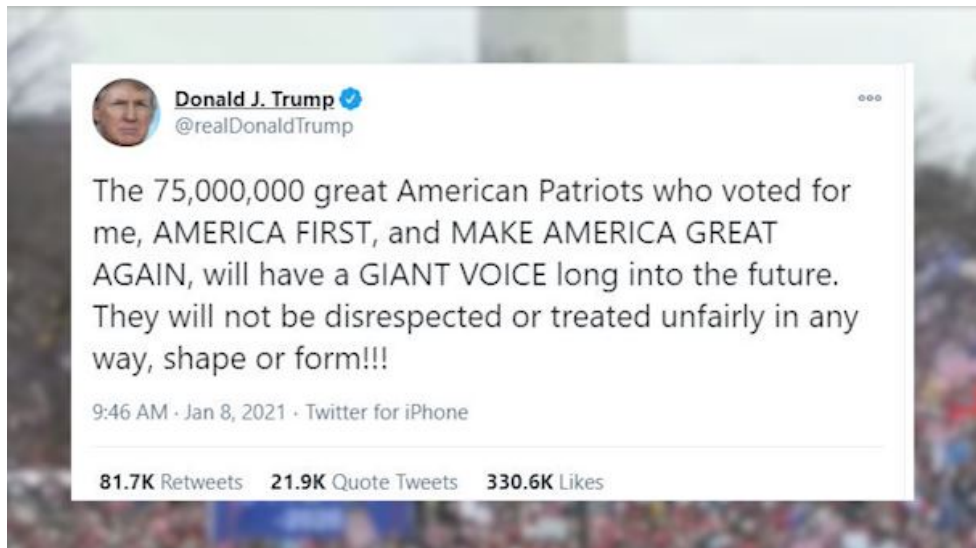 Donald J. Trump
@realDonaldTrump
The 75,000,000 great American Patriots who voted for
me, AMERICA FIRST, and MAKE AMERICA GREAT
AGAIN, will have a GIANT VOICE long into the future.
They will not be disrespected or treated unfairly in any
way, shape or form!!!
9:46 AM · Jan 8, 2021 · Twitter for iPhone
81.7K Retweets 21.9K Quote Tweets 330.6K Likes